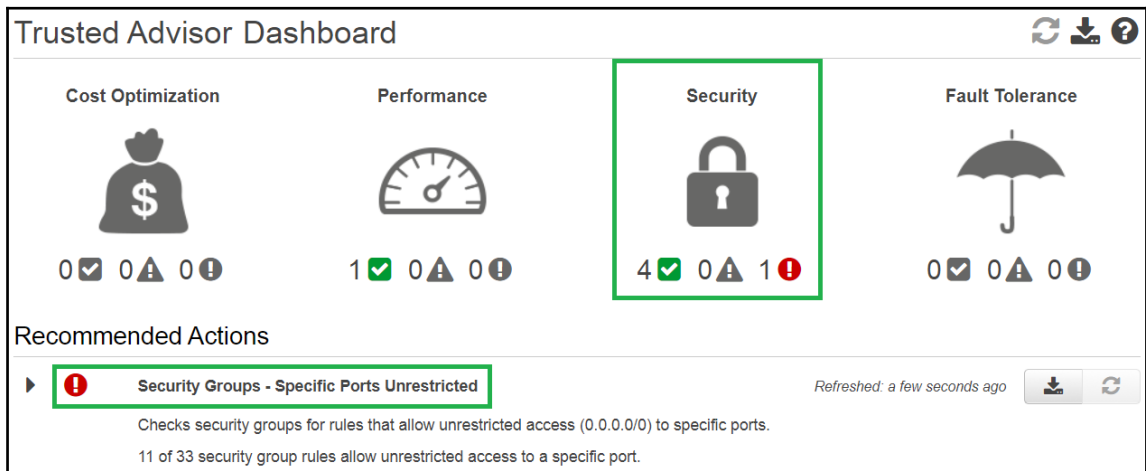 Trusted Advisor Dashboard
Cost Optimization
Performance
Security
Fault Tolerance
$
0 0 0
1 0 0
4 0 1
0 0 0
Recommended Actions
Security Groups - Specific Ports Unrestricted
Refreshed: a few seconds ago
Checks security groups for rules that allow unrestricted access (0.0.0.0/0) to specific ports.
11 of 33 security group rules allow unrestricted access to a specific port.